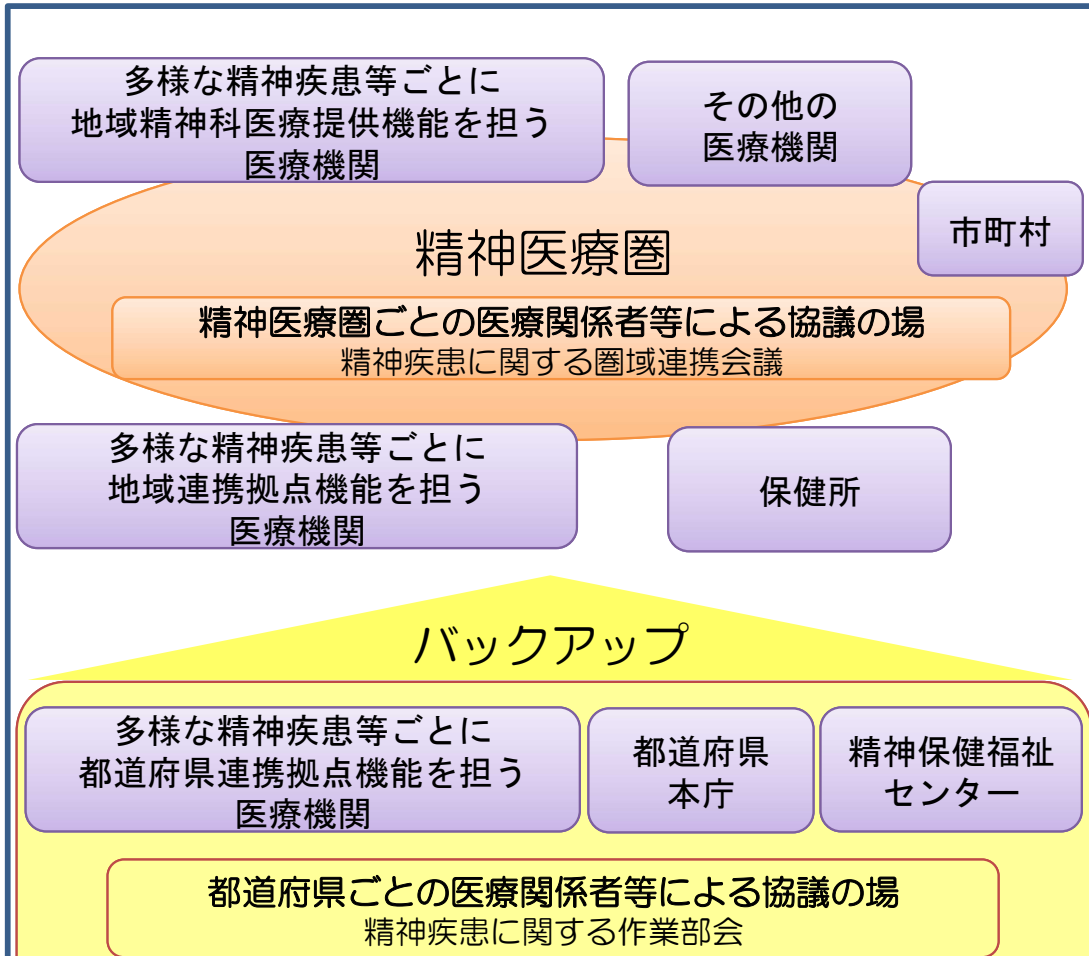 多様な精神疾患等ごとに
地域精神科医療提供機能を担う
医療機関
その他の
医療機関
市町村
精神医療圏
精神医療圏ごとの医療関係者等による協議の場
精神疾患に関する圏域連携会議
多様な精神疾患等ごとに
地域連携拠点機能を担う
医療機関
保健所
バックアップ
多様な精神疾患等ごとに
都道府県連携拠点機能を担う
医療機関
都道府県
本庁
精神保健福祉
センター
都道府県ごとの医療関係者等による協議の場
精神疾患に関する作業部会